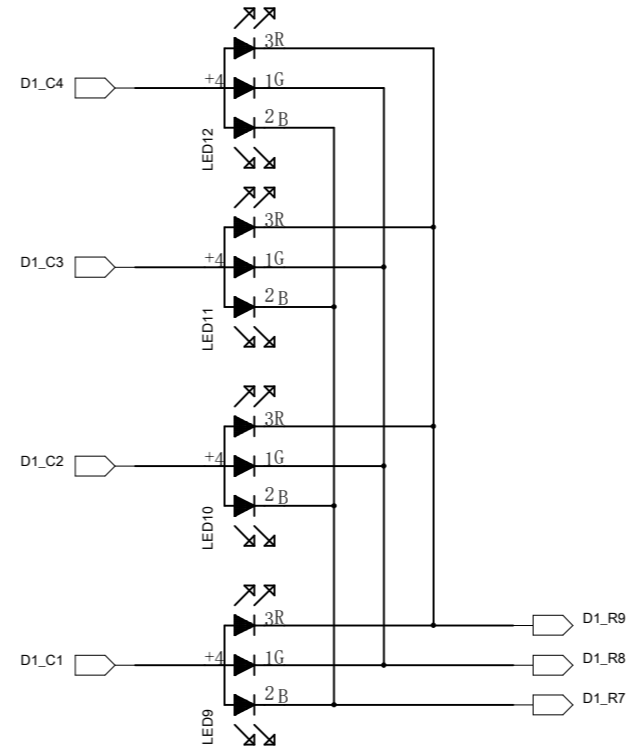 3R
D1_C4 +4 1G
2B
LED12
3R
D1_C3 +4 1G
2B
LED11
3R
D1_C2 +4 1G
2B
LED10
3R D1_R9
D1_C1 +4 1G D1_R8
2B D1_R7
LED9